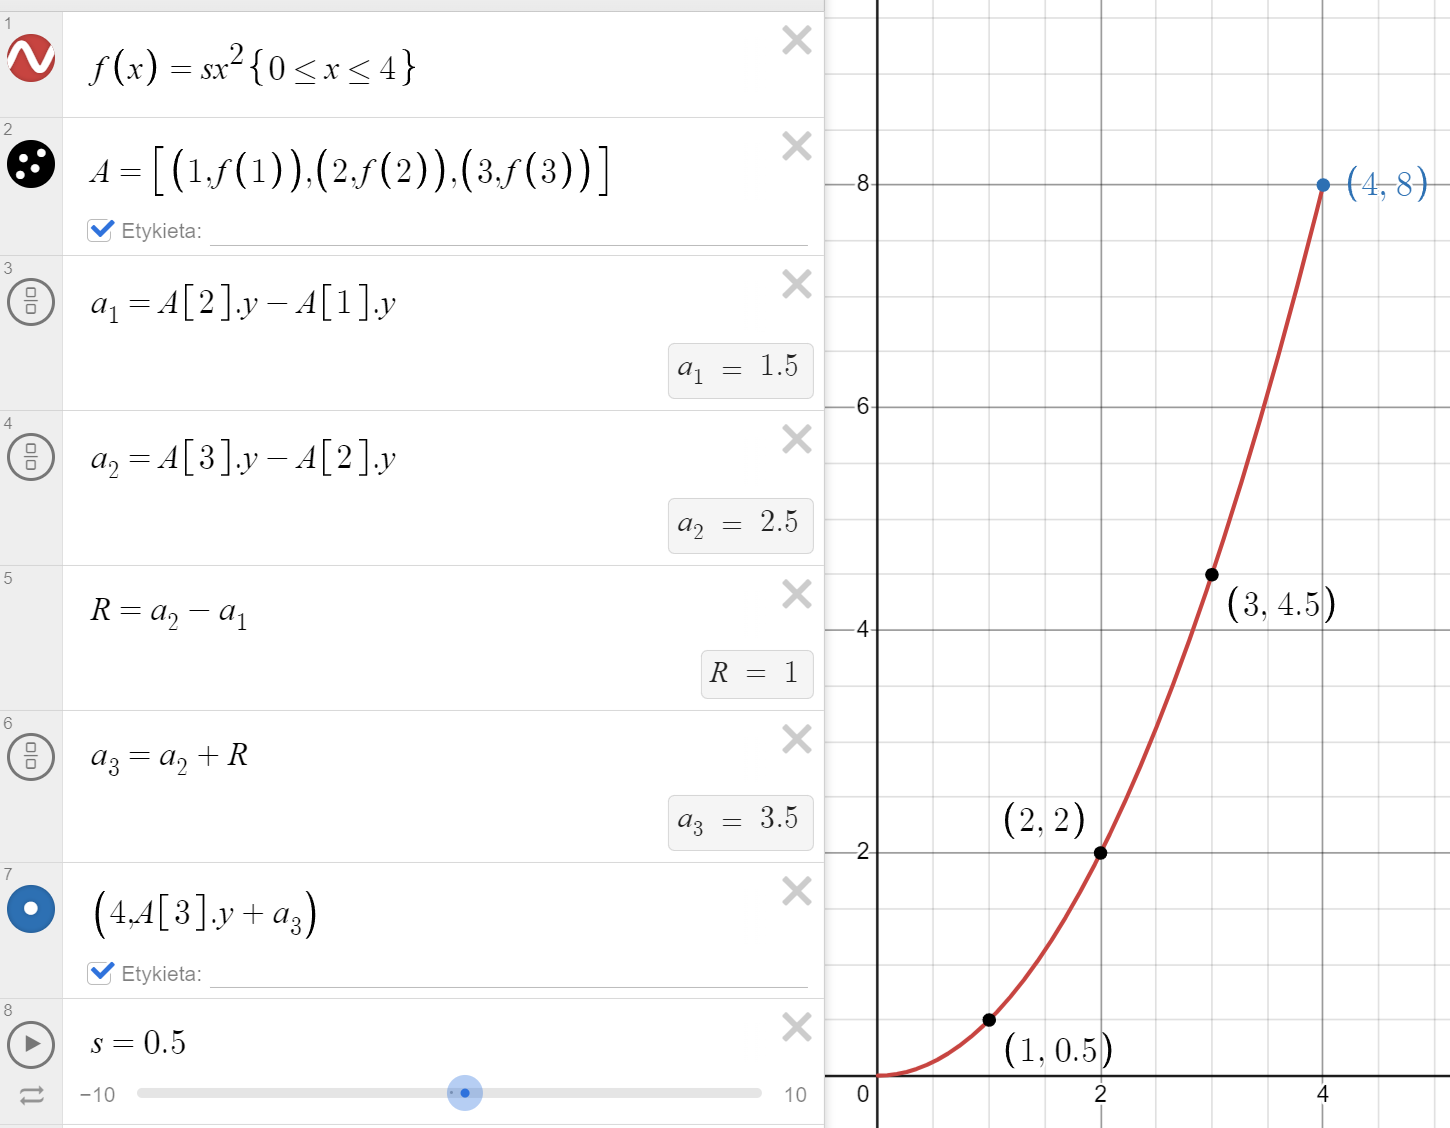 1
f(x) = sx²{0 ≤ x ≤ 4}
2
A = [(1,f(1)),(2,f(2)),(3,f(3))]
Etykieta:
3
a₁ = A[2].y − A[1].y
a₁ = 1.5
4
a₂ = A[3].y − A[2].y
a₂ = 2.5
5
R = a₂ − a₁
R = 1
6
a₃ = a₂ + R
a₃ = 3.5
7
(4,A[3].y + a₃)
Etykieta:
8
s = 0.5
−10 10
8 (4, 8)
6
(3, 4.5)
4
(2, 2)
2
(1, 0.5)
0 2 4